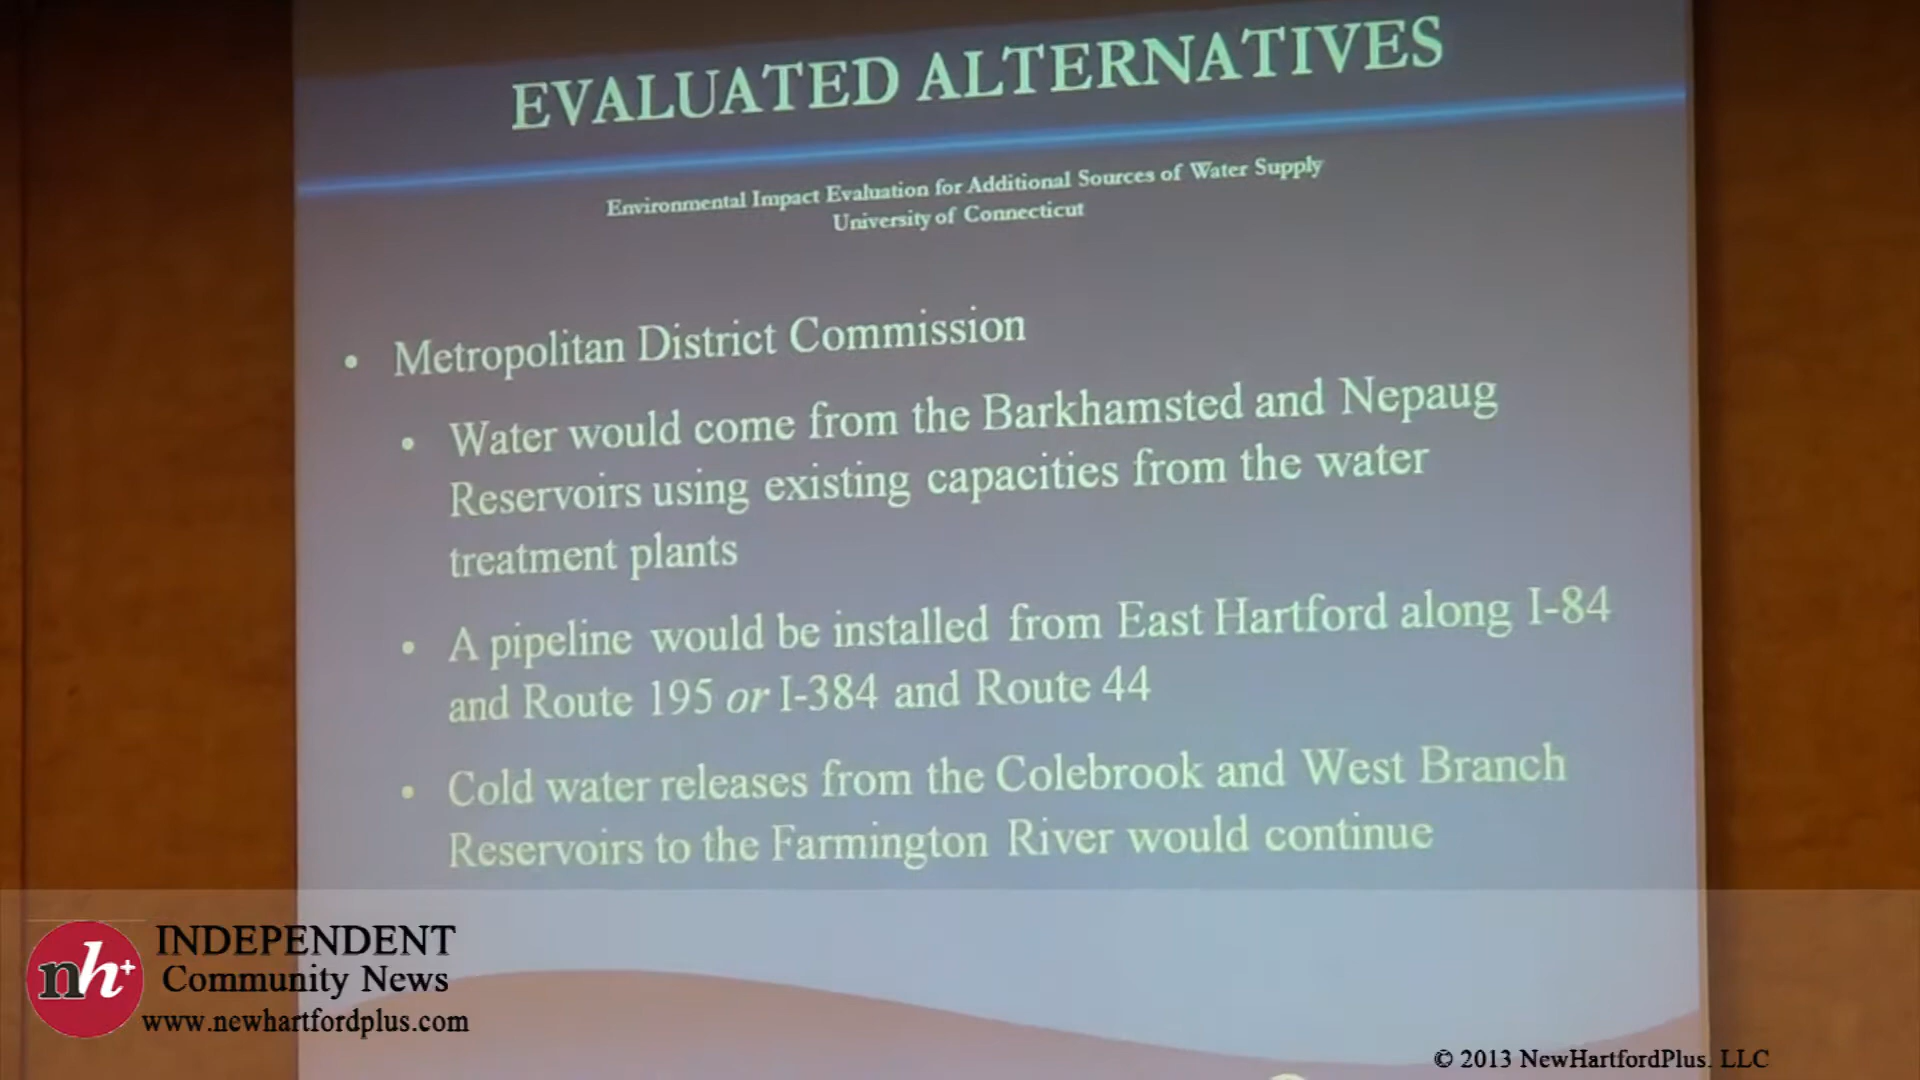 EVALUATED ALTERNATIVES
Environmental Impact Evaluation for Additional Sources of Water Supply
University of Connecticut
• Metropolitan District Commission
• Water would come from the Barkhamsted and Nepaug
Reservoirs using existing capacities from the water
treatment plants
• A pipeline would be installed from East Hartford along I-84
and Route 195 or I-384 and Route 44
• Cold water releases from the Colebrook and West Branch
Reservoirs to the Farmington River would continue
nh+
INDEPENDENT
Community News
www.newhartfordplus.com
© 2013 NewHartfordPlus, LLC